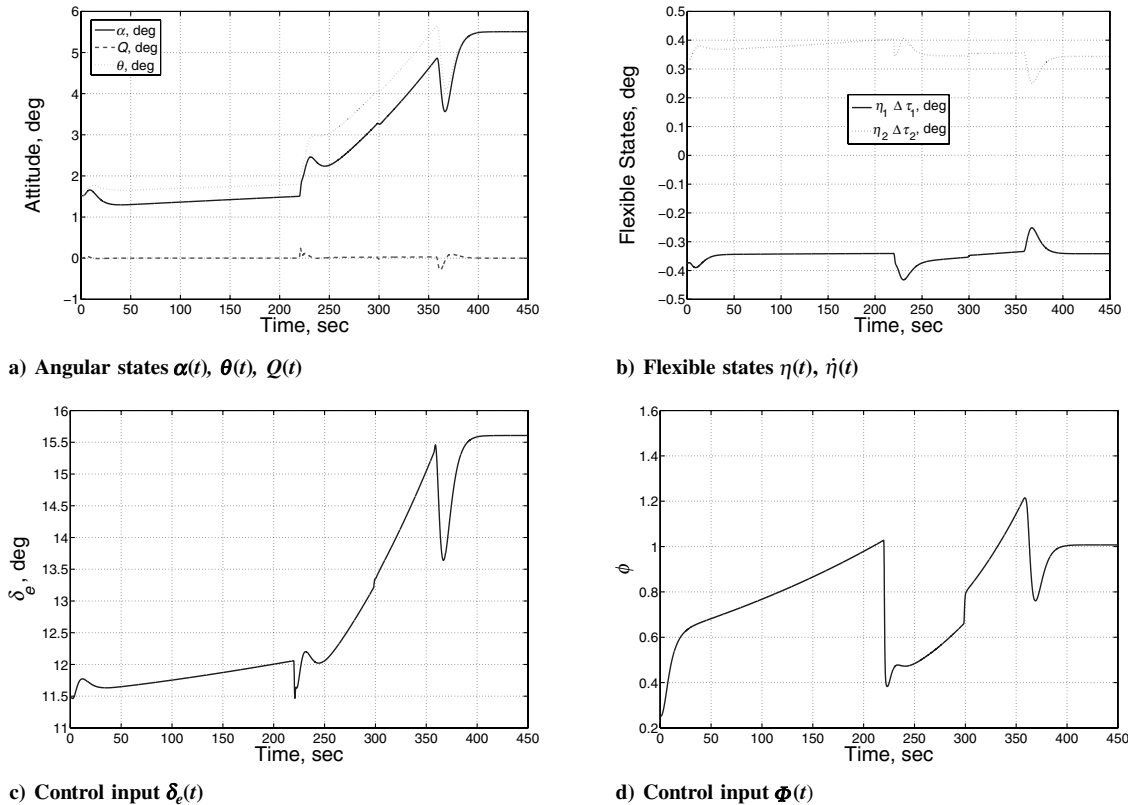 α, deg
Q, deg
θ, deg
Attitude, deg
6
5
4
3
2
1
0
−1
0 50 100 150 200 250 300 350 400 450
Time, sec
a) Angular states α(t), θ(t), Q(t)
η1 Δ τ1, deg
η2 Δ τ2, deg
Flexible States, deg
0.5
0.4
0.3
0.2
0.1
0
−0.1
−0.2
−0.3
−0.4
−0.5
0 50 100 150 200 250 300 350 400 450
Time, sec
b) Flexible states η(t), η̇(t)
δe, deg
16
15.5
15
14.5
14
13.5
13
12.5
12
11.5
11
0 50 100 150 200 250 300 350 400 450
Time, sec
c) Control input δe(t)
ϕ
1.6
1.4
1.2
1
0.8
0.6
0.4
0.2
0 50 100 150 200 250 300 350 400 450
Time, sec
d) Control input Φ(t)